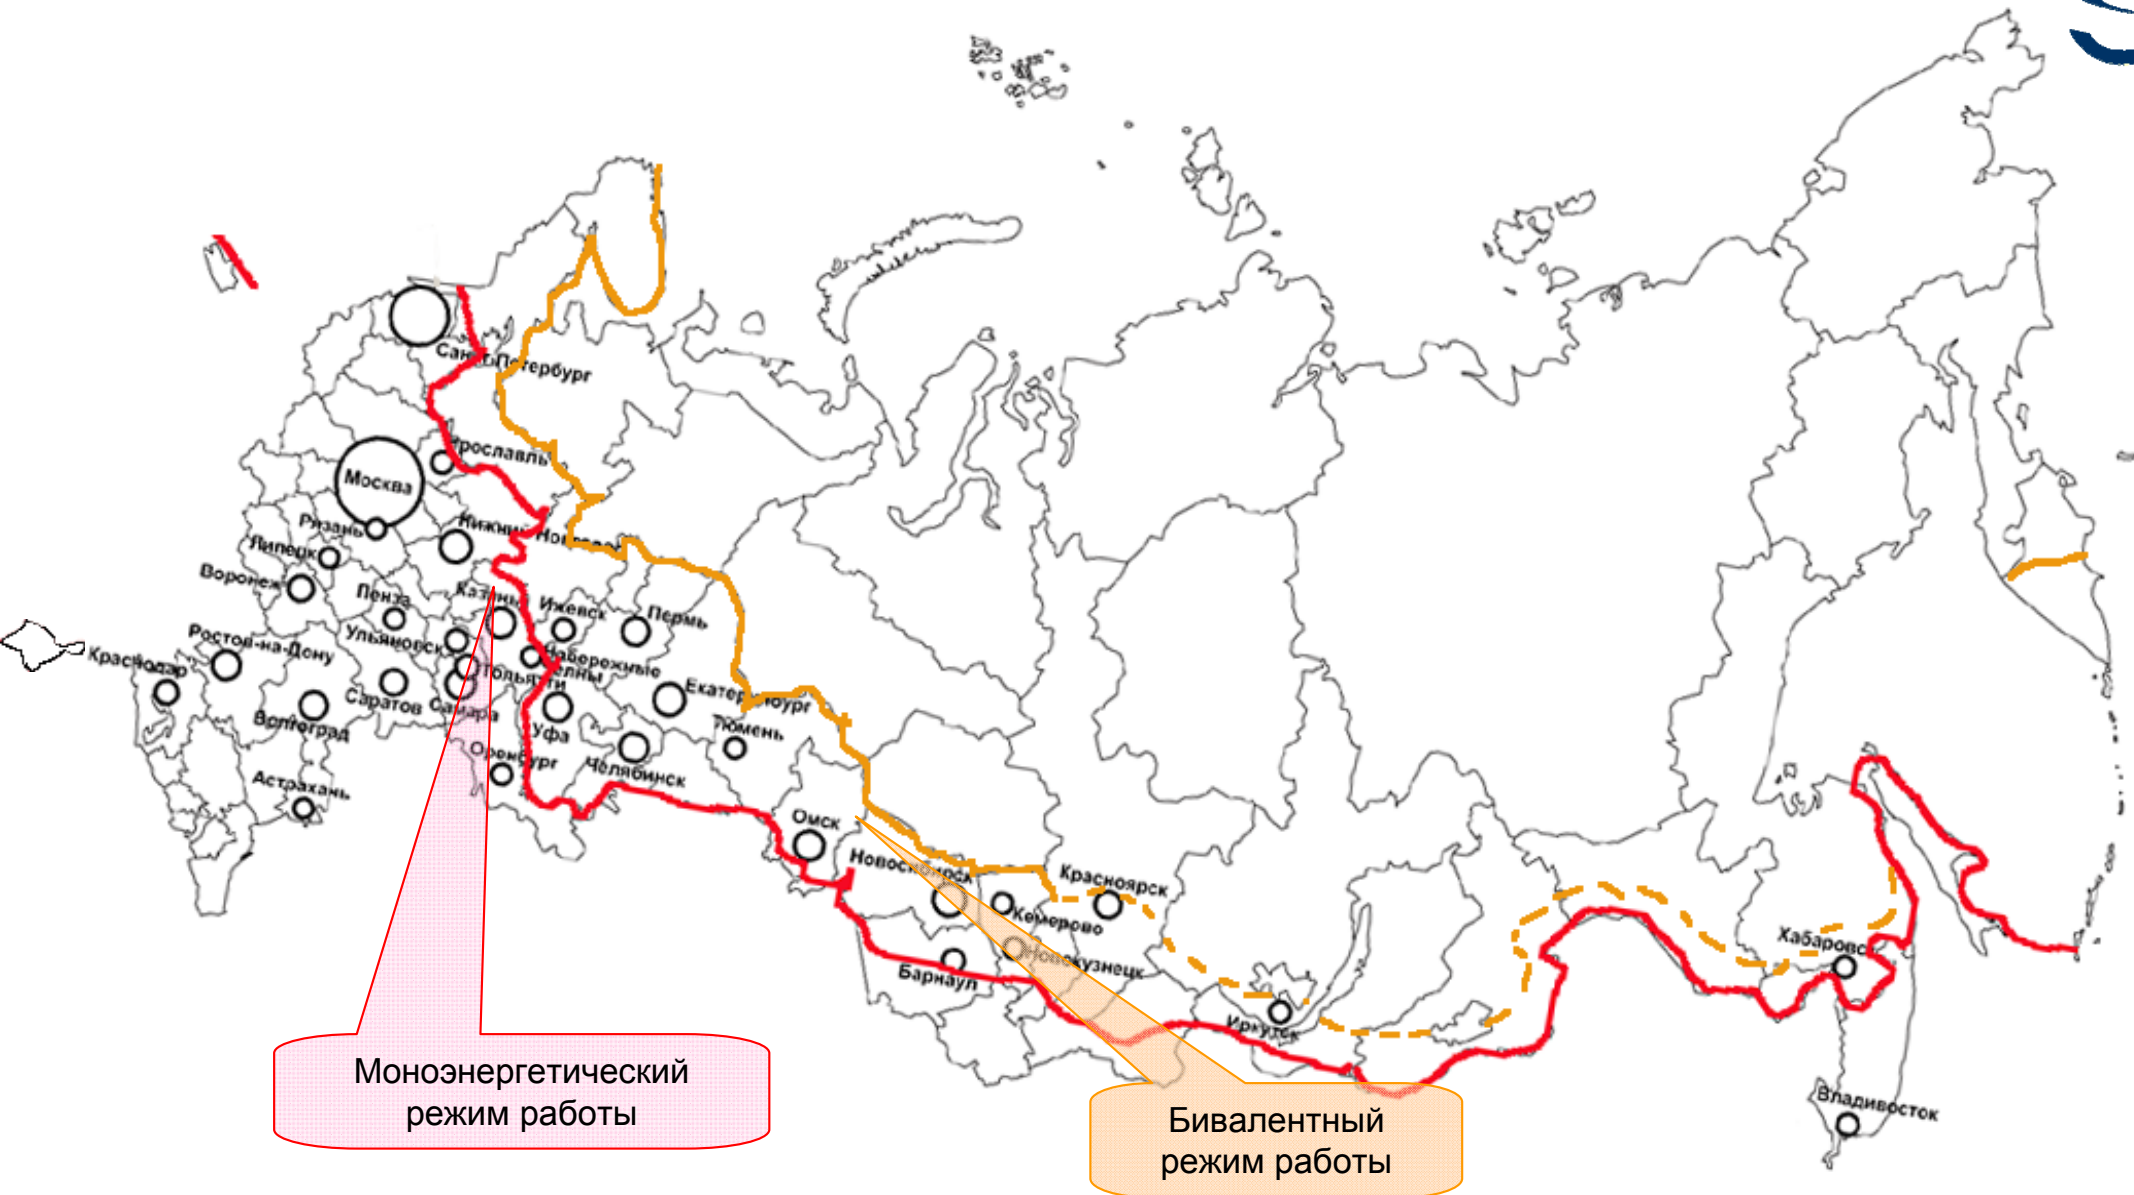 Санкт-Петербург
Ярославль
Москва
Рязань
Нижний Новгород
Липецк
Воронеж
Пенза
Казань
Ижевск
Пермь
Ульяновск
Ростов-на-Дону
Краснодар
Набережные
Челны
Тольятти
Екатеринбург
Саратов
Самара
Волгоград
Уфа
Тюмень
Оренбург
Челябинск
Астрахань
Омск
Новосибирск
Красноярск
Кемерово
Новокузнецк
Барнаул
Иркутск
Хабаровск
Владивосток
Моноэнергетический
режим работы
Бивалентный
режим работы